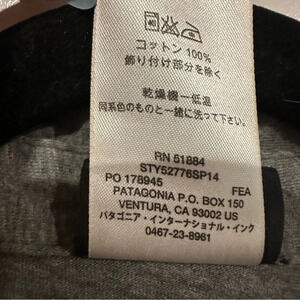 コットン 100%
飾り付け部分を除く
乾燥機一低温
同系色のものと一緒に洗って下さい
RN 51884
STY52776SP14
PO 178945 FEA
PATAGONIA P.O. BOX 150
VENTURA, CA 93002 US
パタゴニア・インターナショナル・インク
0467-23-8961